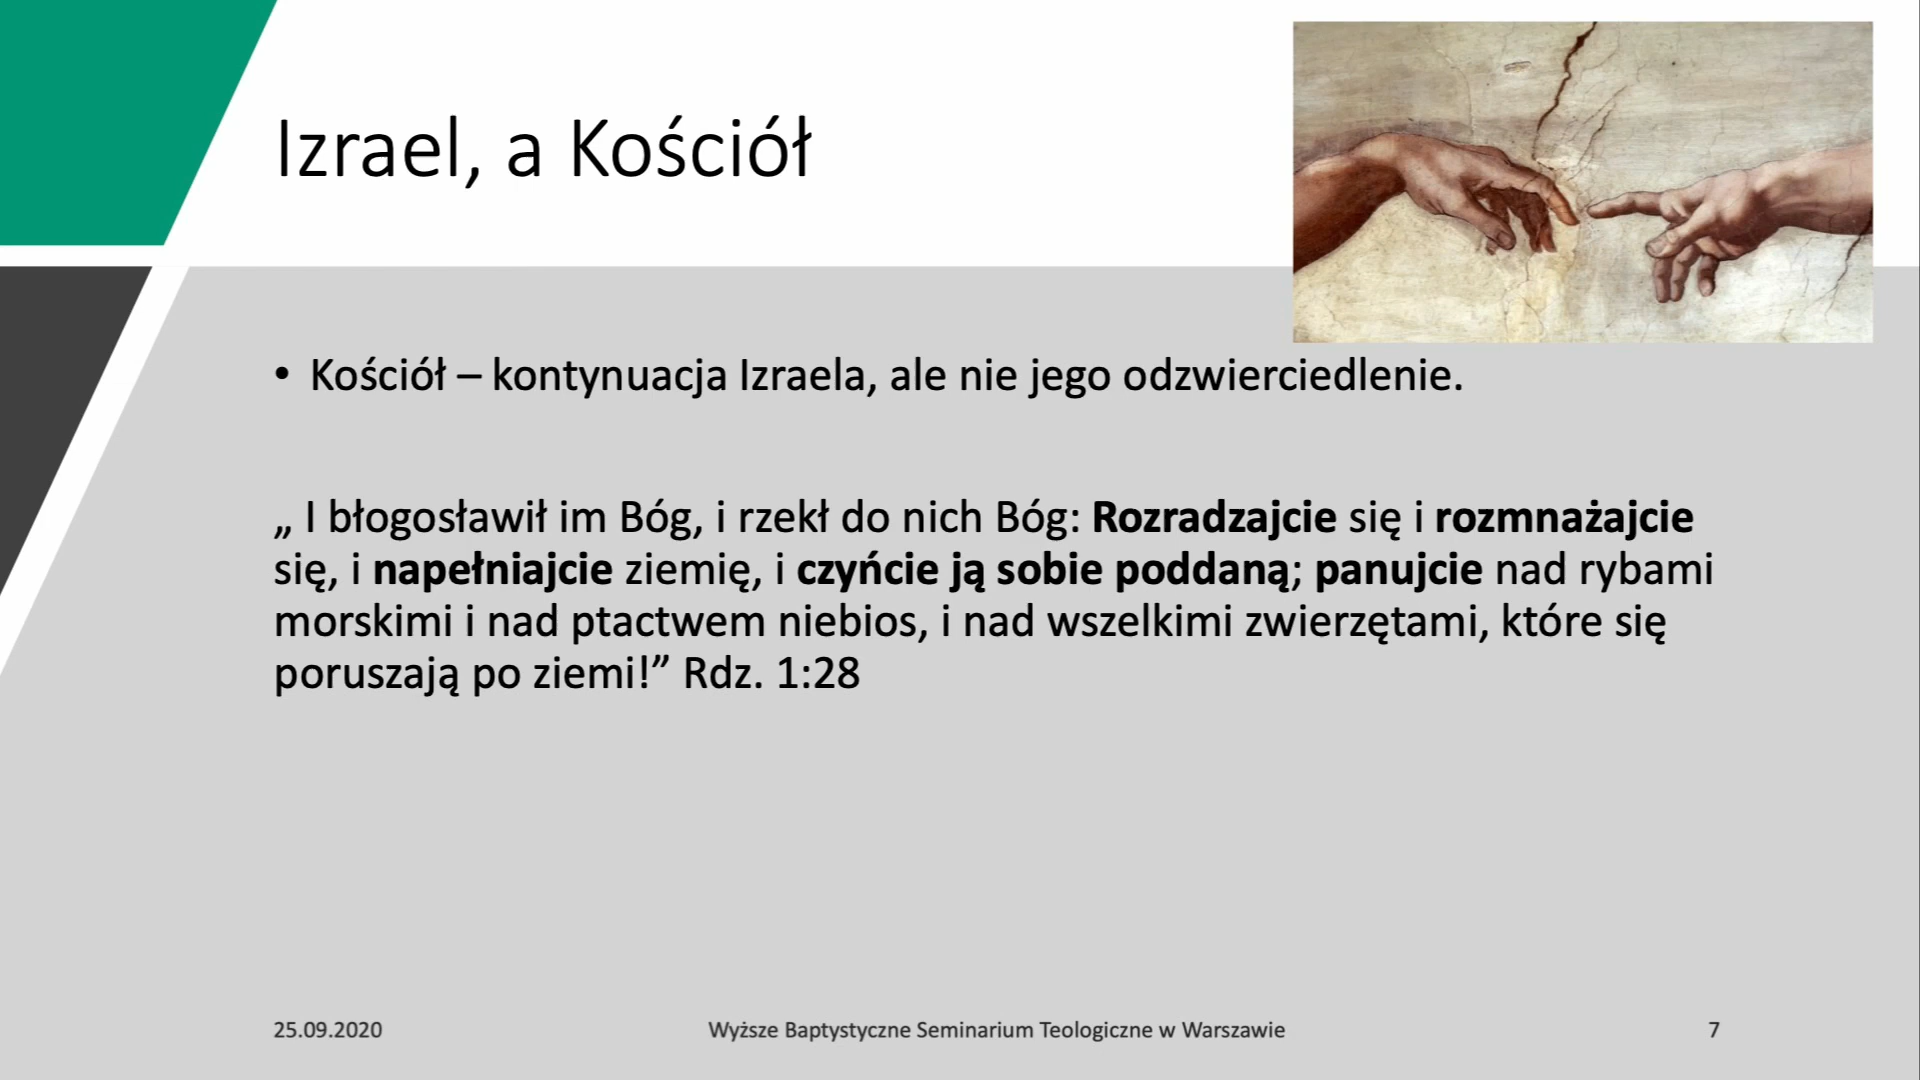 Izrael, a Kościół
• Kościół – kontynuacja Izraela, ale nie jego odzwierciedlenie.
„ I błogosławił im Bóg, i rzekł do nich Bóg: Rozradzajcie się i rozmnażajcie
się, i napełniajcie ziemię, i czyńcie ją sobie poddaną; panujcie nad rybami
morskimi i nad ptactwem niebios, i nad wszelkimi zwierzętami, które się
poruszają po ziemi!” Rdz. 1:28
25.09.2020
Wyższe Baptystyczne Seminarium Teologiczne w Warszawie
7